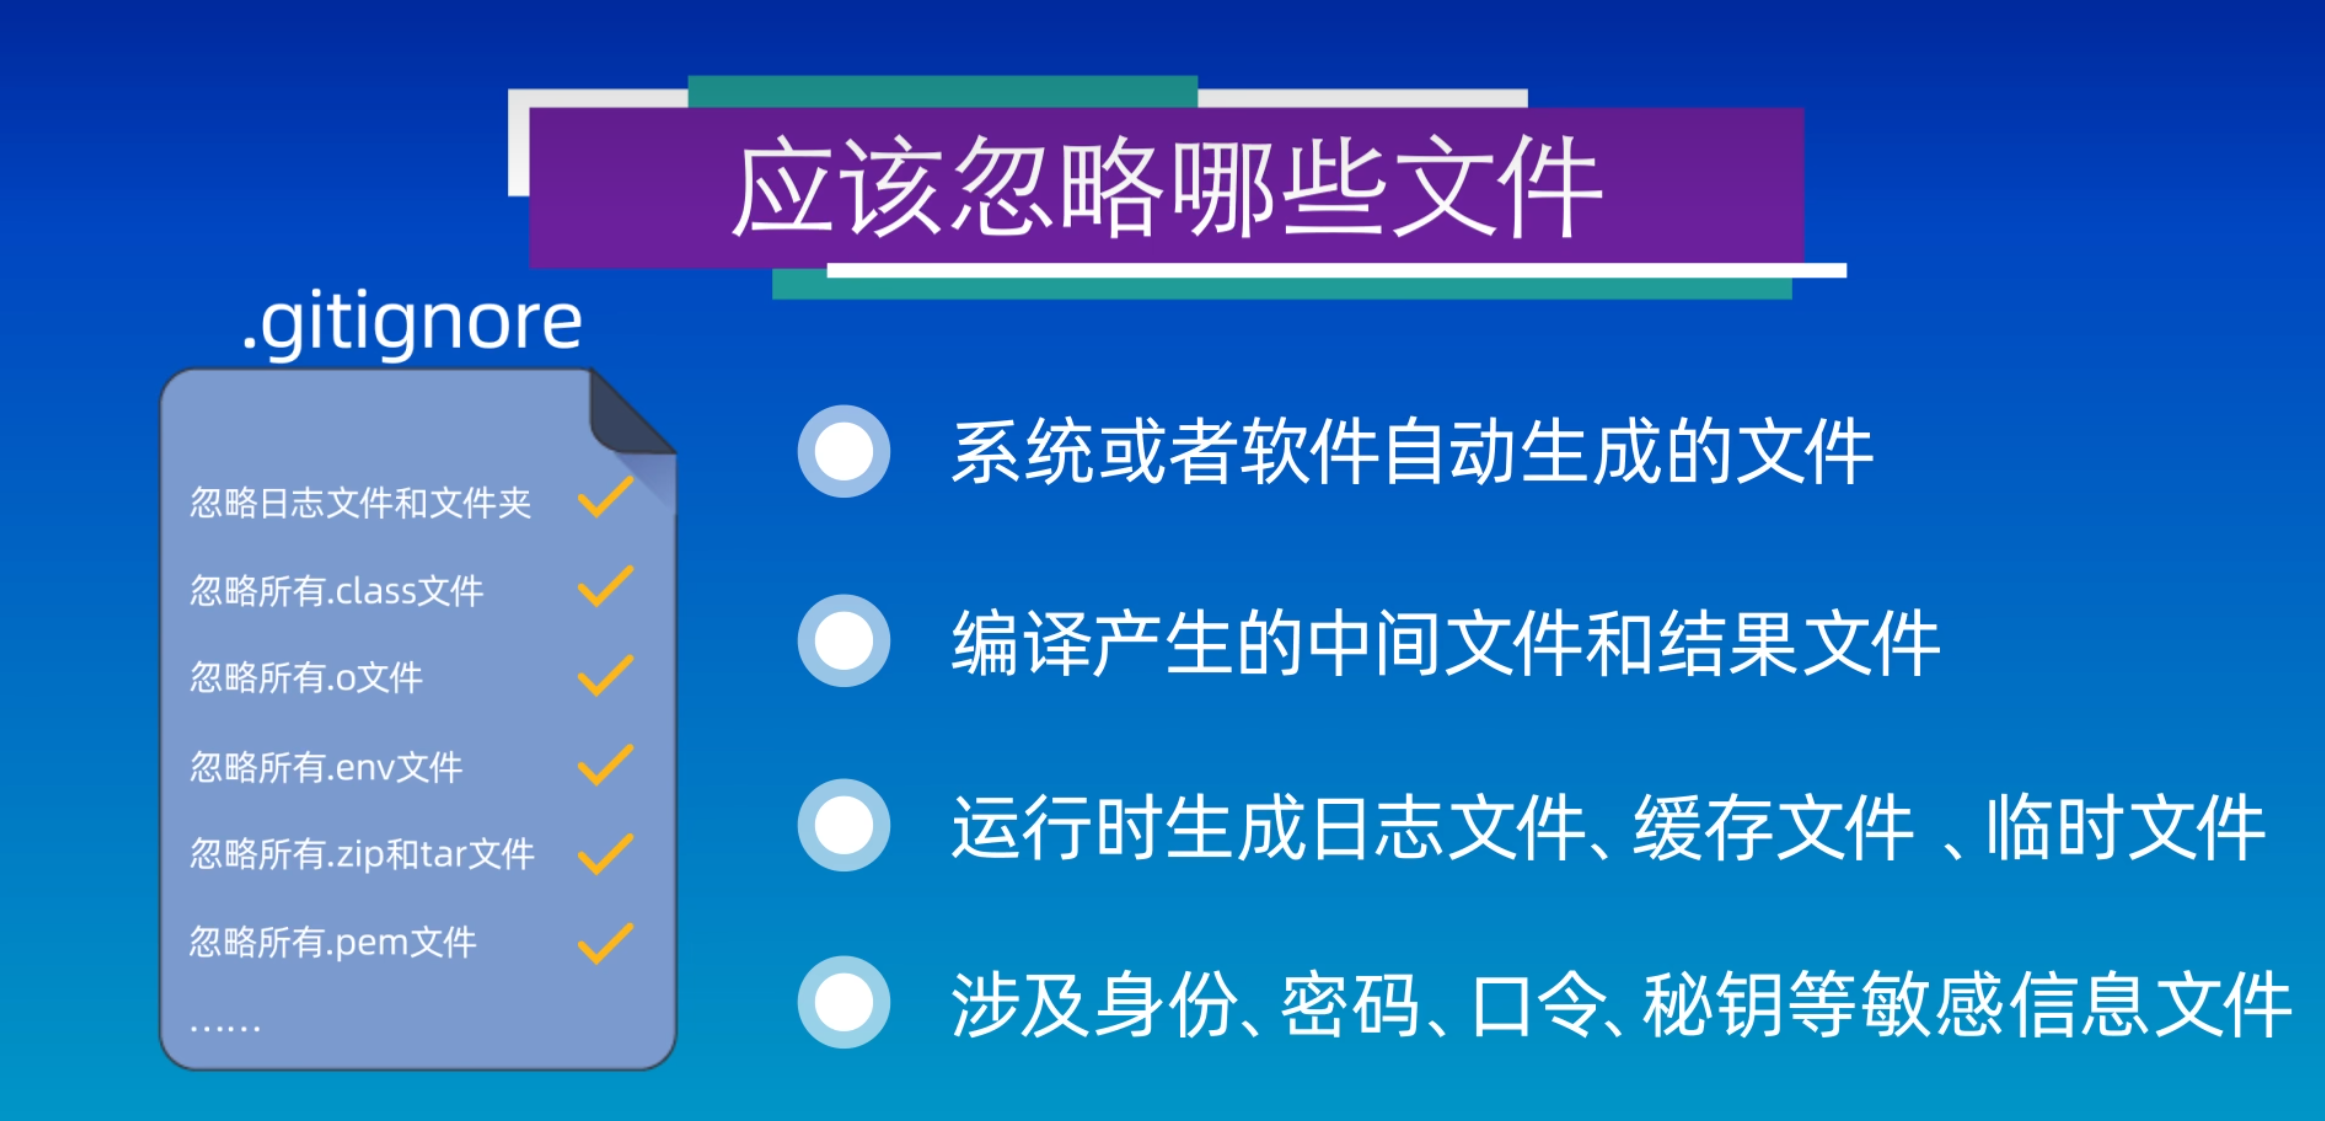 应该忽略哪些文件
.gitignore
忽略日志文件和文件夹
忽略所有.class文件
忽略所有.o文件
忽略所有.env文件
忽略所有.zip和tar文件
忽略所有.pem文件
……
系统或者软件自动生成的文件
编译产生的中间文件和结果文件
运行时生成日志文件、缓存文件 、临时文件
涉及身份、密码、口令、秘钥等敏感信息文件